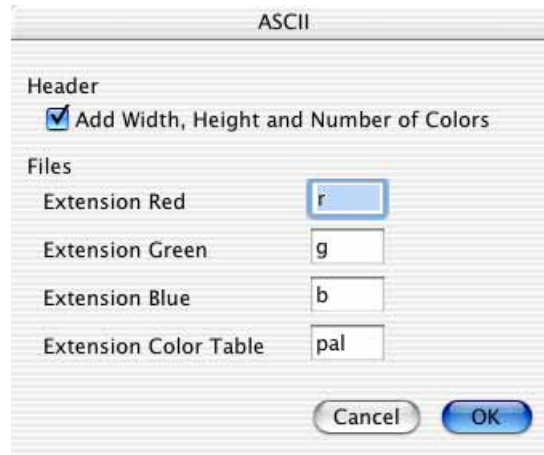 ASCII
Header
Add Width, Height and Number of Colors
Files
Extension Red r
Extension Green g
Extension Blue b
Extension Color Table pal
Cancel OK